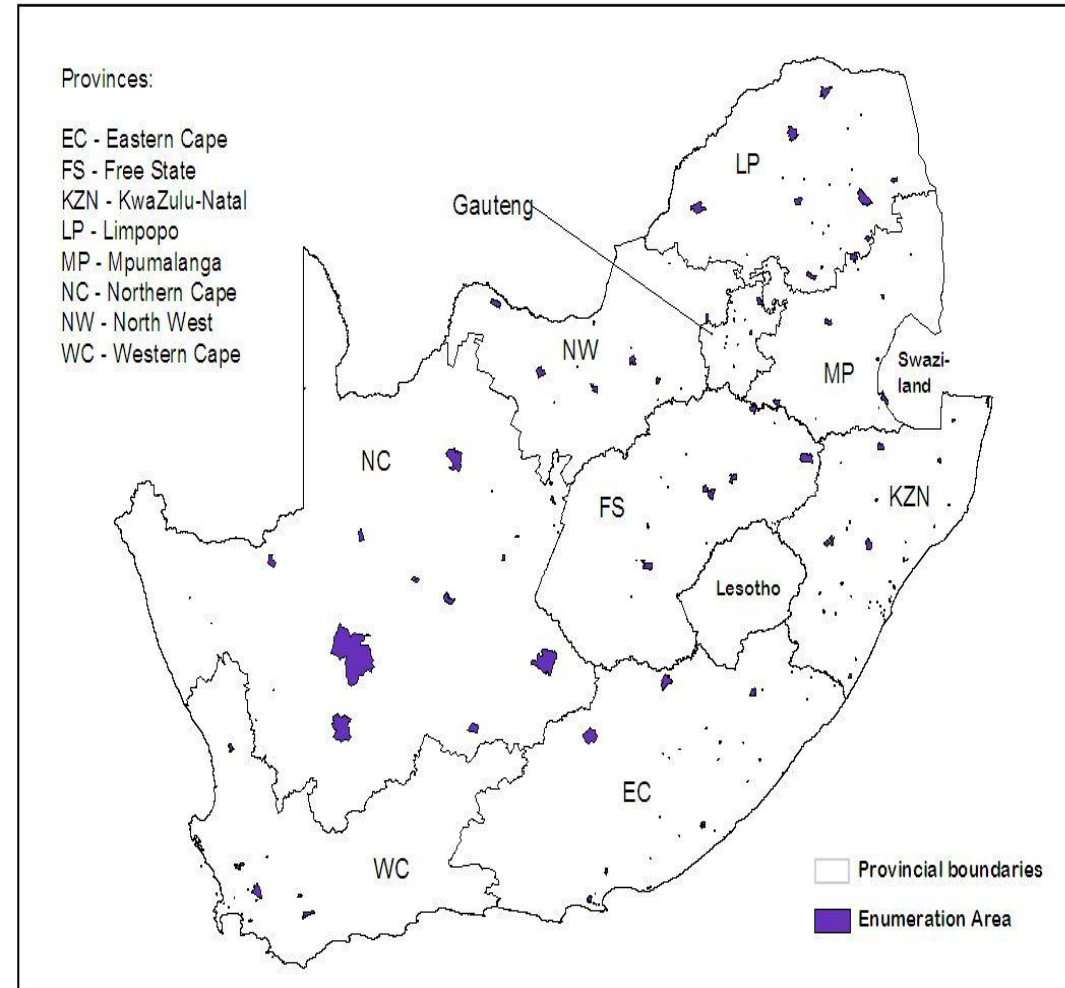 Provinces:
EC - Eastern Cape
FS - Free State
KZN - KwaZulu-Natal
LP - Limpopo
MP - Mpumalanga
NC - Northern Cape
NW - North West
WC - Western Cape
LP
Gauteng
NW
MP
Swazi-
land
NC
FS
KZN
Lesotho
EC
WC
Provincial boundaries
Enumeration Area